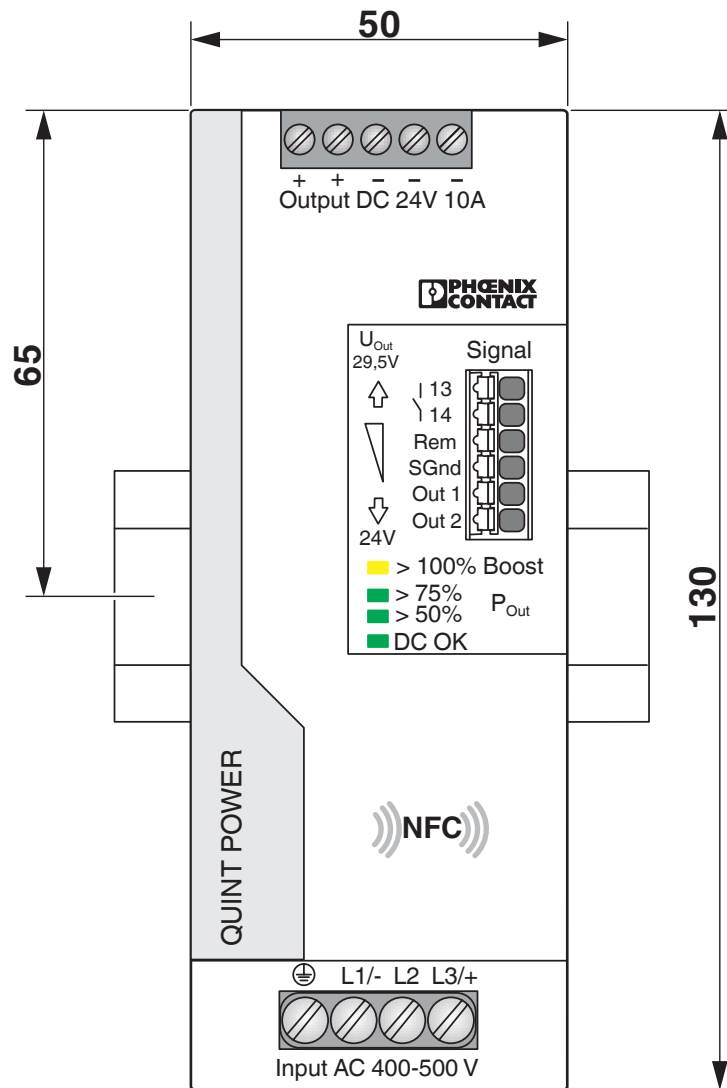 50
65
130
+ + – – –
Output DC 24V 10A
PHŒNIX
CONTACT
UOut
29,5V
Signal
13
14
Rem
SGnd
Out 1
Out 2
24V
> 100% Boost
> 75%
> 50%
POut
DC OK
QUINT POWER
NFC
L1/- L2 L3/+
Input AC 400-500 V